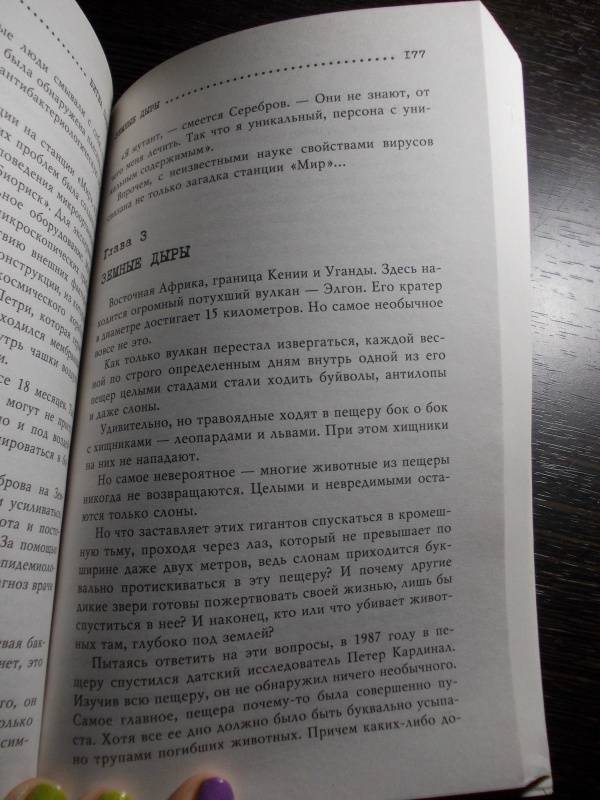 ЗЕМНЫЕ ДЫРЫ
177
«Я мутант, — смеется Серебров. — Они не знают, от
чего меня лечить. Так что я уникальный, персона с уни-
кальным содержимым».
Впрочем, с неизвестными науке свойствами вирусов
связана не только загадка станции «Мир»...
Глава 3
ЗЕМНЫЕ ДЫРЫ
Восточная Африка, граница Кении и Уганды. Здесь на-
ходится огромный потухший вулкан — Элгон. Его кратер
в диаметре достигает 15 километров. Но самое необычное
вовсе не это.
Как только вулкан перестал извергаться, каждой вес-
ной по строго определенным дням внутрь одной из его
пещер целыми стадами стали ходить буйволы, антилопы
и даже слоны.
Удивительно, но травоядные ходят в пещеру бок о бок
с хищниками — леопардами и львами. При этом хищники
на них не нападают.
Но самое невероятное — многие животные из пещеры
никогда не возвращаются. Целыми и невредимыми оста-
ются только слоны.
Но что заставляет этих гигантов спускаться в кромеш-
ную тьму, проходя через лаз, который не превышает по
ширине даже двух метров, ведь слонам приходится бук-
вально протискиваться в эту пещеру? И почему другие
дикие звери готовы пожертвовать своей жизнью, лишь бы
спуститься в нее? И наконец, кто или что убивает живот-
ных там, глубоко под землей?
Пытаясь ответить на эти вопросы, в 1987 году в пе-
щеру спустился датский исследователь Петер Кардинал.
Изучив всю пещеру, он не обнаружил ничего необычного.
Самое главное, пещера почему-то была совершенно пу-
ста. Хотя все ее дно должно было быть буквально усыпа-
но трупами погибших животных. Причем каких-либо до-